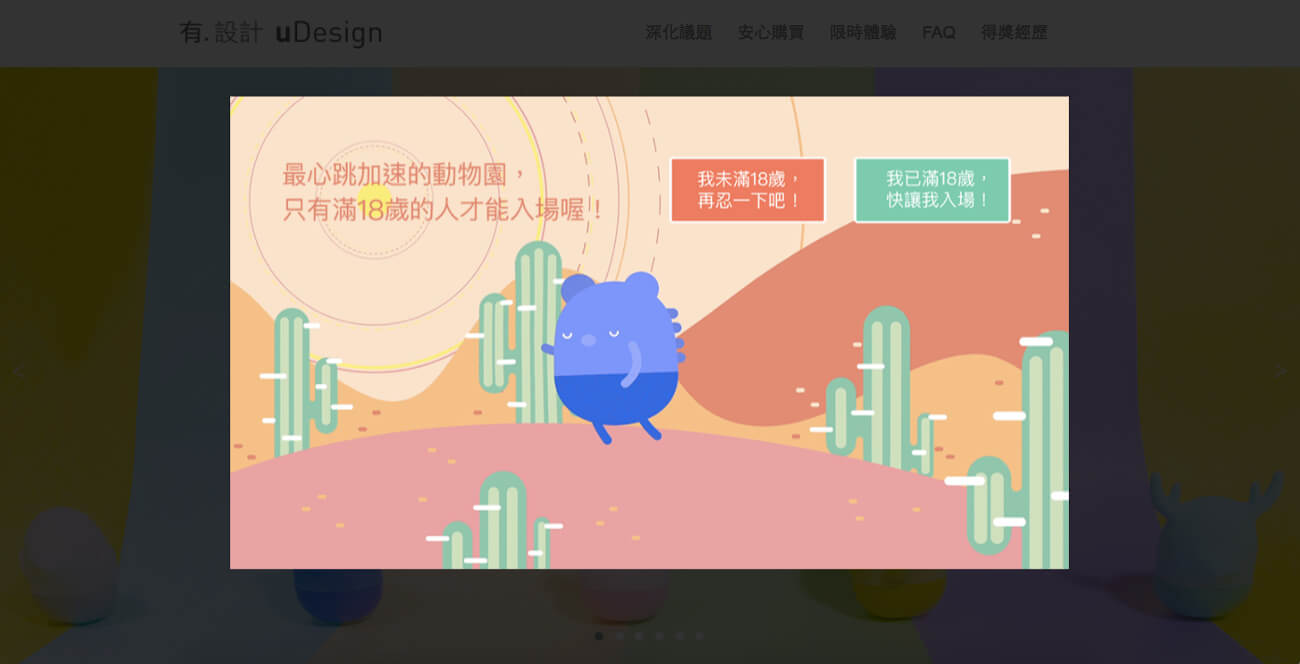 有.設計 uDesign
深化議題 安心購買 限時體驗 FAQ 得獎經歷
最心跳加速的動物園，
只有滿18歲的人才能入場喔！
我未滿18歲，
再忍一下吧！
我已滿18歲，
快讓我入場！